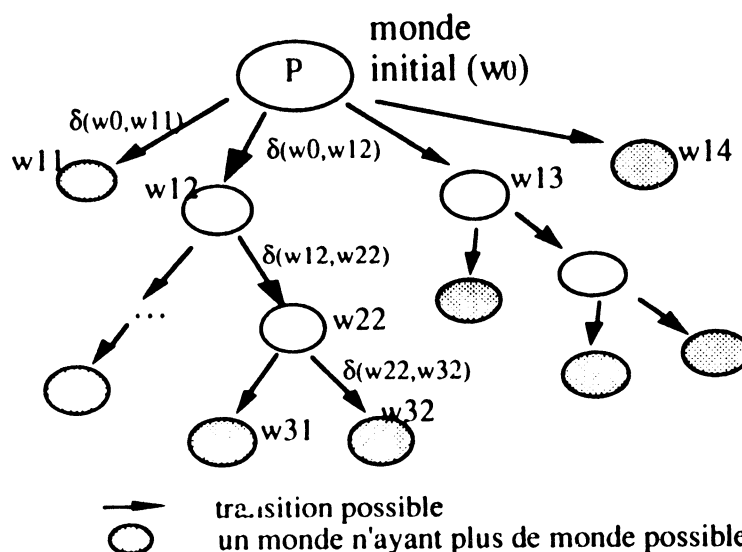 monde
P
initial (w0)
δ(w0,w11)
δ(w0,w12)
w11
w12
w13
w14
δ(w12,w22)
...
w22
δ(w22,w32)
w31
w32
transition possible
un monde n'ayant plus de monde possible